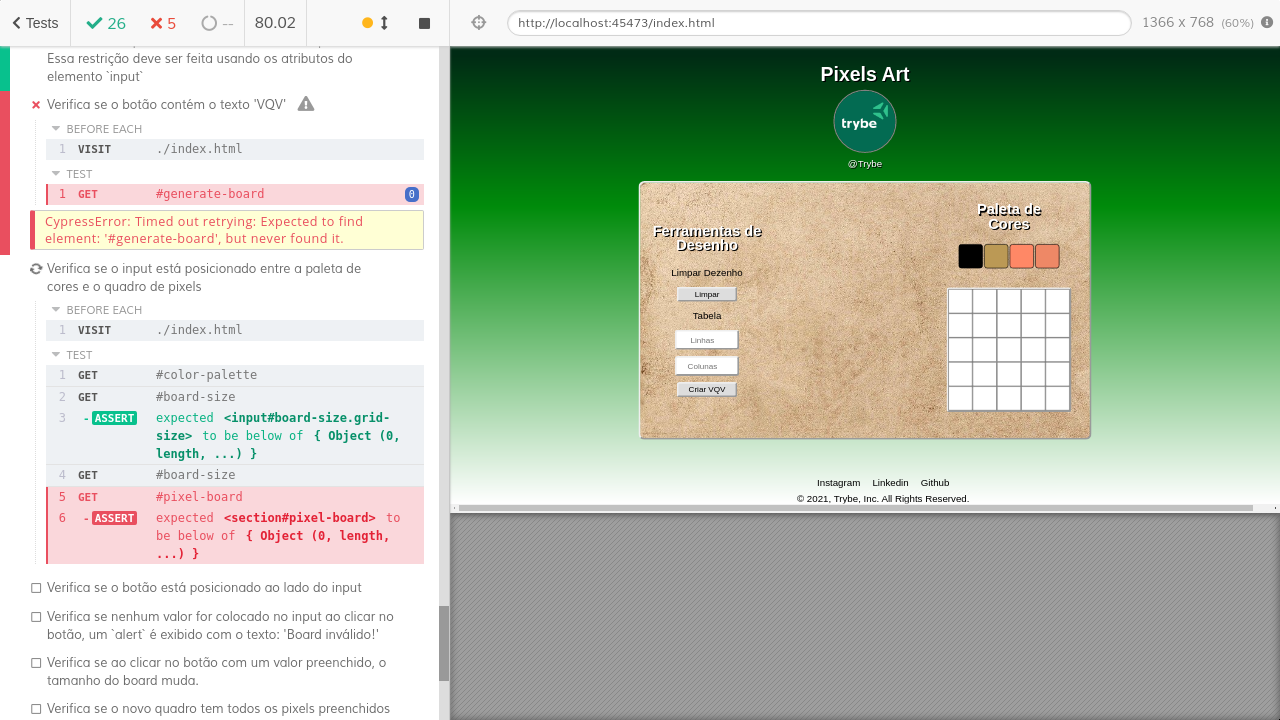 Tests
26
5
--
80.02
http://localhost:45473/index.html
1366 x 768 (60%)
Essa restrição deve ser feita usando os atributos do
elemento `input`
Verifica se o botão contém o texto 'VQV'
BEFORE EACH
1 VISIT ./index.html
TEST
1 GET #generate-board 0
CypressError: Timed out retrying: Expected to find
element: '#generate-board', but never found it.
Verifica se o input está posicionado entre a paleta de
cores e o quadro de pixels
BEFORE EACH
1 VISIT ./index.html
TEST
1 GET #color-palette
2 GET #board-size
3 -ASSERT expected <input#board-size.grid-
size> to be below of { Object (0,
length, ...) }
4 GET #board-size
5 GET #pixel-board
6 -ASSERT expected <section#pixel-board> to
be below of { Object (0, length,
...) }
Verifica se o botão está posicionado ao lado do input
Verifica se nenhum valor for colocado no input ao clicar no
botão, um `alert` é exibido com o texto: 'Board inválido!'
Verifica se ao clicar no botão com um valor preenchido, o
tamanho do board muda.
Verifica se o novo quadro tem todos os pixels preenchidos
Pixels Art
trybe
@Trybe
Ferramentas de
Desenho
Limpar Dezenho
Limpar
Tabela
Linhas
Colunas
Criar VQV
Paleta de
Cores
Instagram Linkedin Github
© 2021, Trybe, Inc. All Rights Reserved.